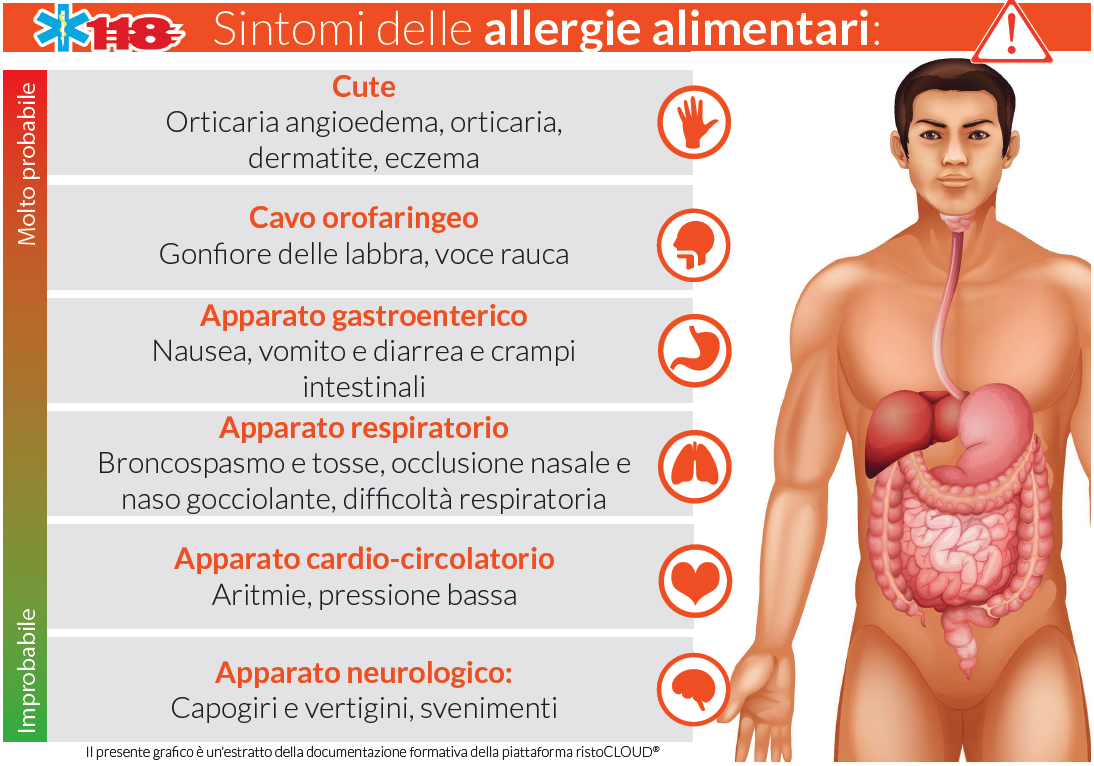 118 Sintomi delle allergie alimentari:
Molto probabile
Cute
Orticaria angioedema, orticaria,
dermatite, eczema
Cavo orofaringeo
Gonfiore delle labbra, voce rauca
Apparato gastroenterico
Nausea, vomito e diarrea e crampi
intestinali
Apparato respiratorio
Broncospasmo e tosse, occlusione nasale e
naso gocciolante, difficoltà respiratoria
Apparato cardio-circolatorio
Aritmie, pressione bassa
Apparato neurologico:
Capogiri e vertigini, svenimenti
Improbabile
Il presente grafico è un'estratto della documentazione formativa della piattaforma ristoCLOUD®